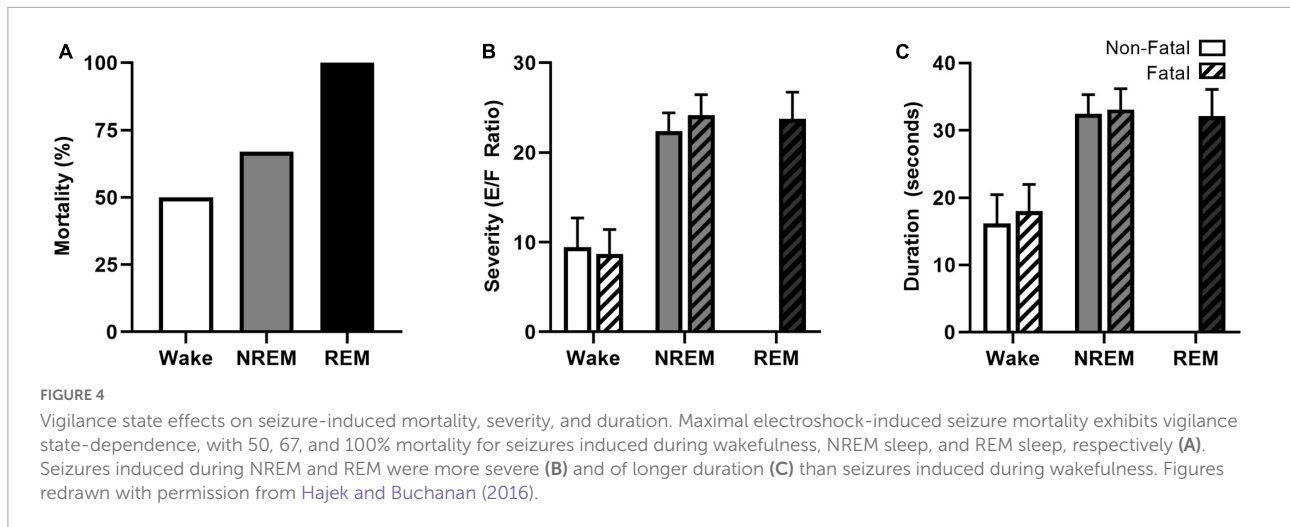 A
Mortality (%)
100
75
50
25
0
Wake NREM REM
B
Severity (E/F Ratio)
30
20
10
0
Wake NREM REM
C
Duration (seconds)
40
30
20
10
0
Wake NREM REM
Non-Fatal
Fatal
FIGURE 4
Vigilance state effects on seizure-induced mortality, severity, and duration. Maximal electroshock-induced seizure mortality exhibits vigilance
state-dependence, with 50, 67, and 100% mortality for seizures induced during wakefulness, NREM sleep, and REM sleep, respectively (A).
Seizures induced during NREM and REM were more severe (B) and of longer duration (C) than seizures induced during wakefulness. Figures
redrawn with permission from Hajek and Buchanan (2016).